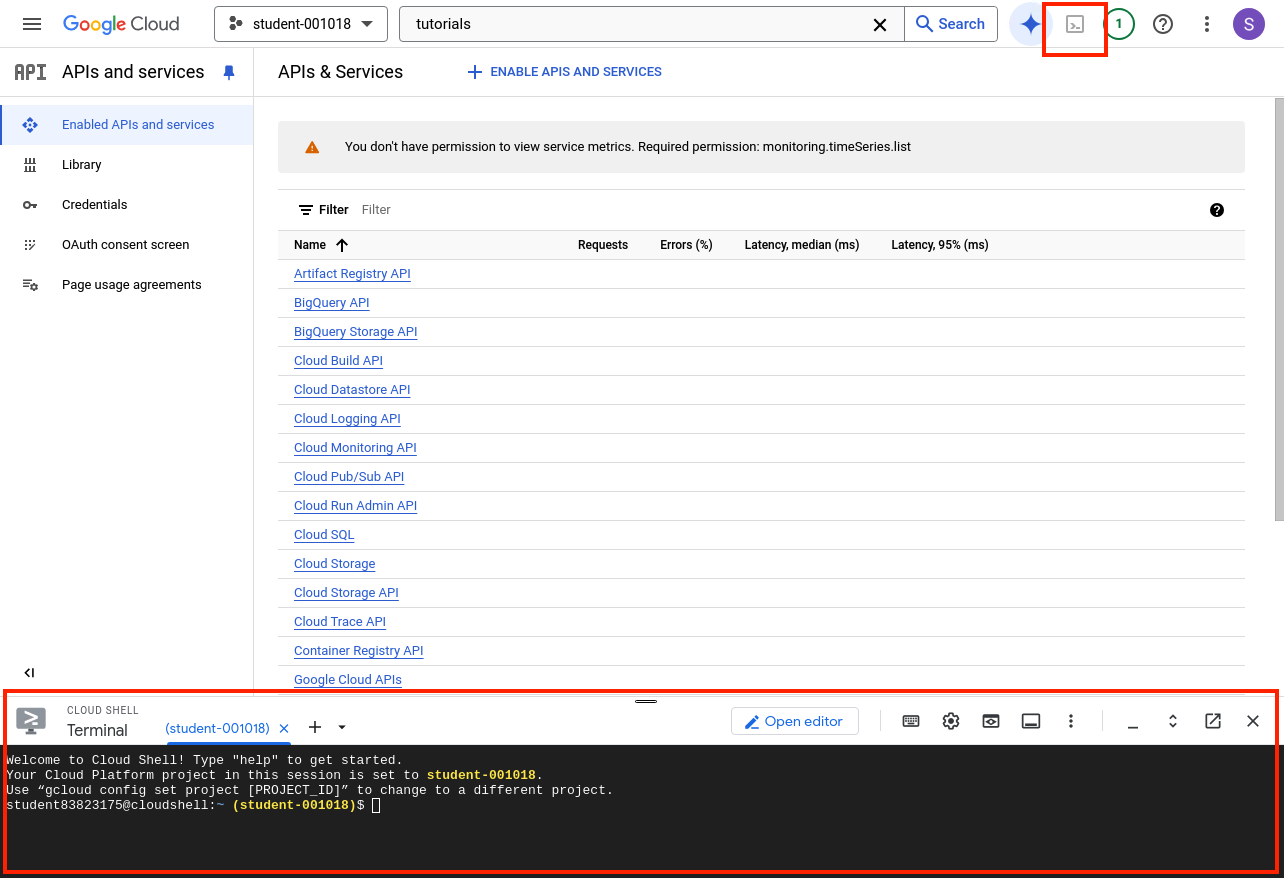 Google Cloud
student-001018
tutorials
Search
1
S
API APIs and services
APIs & Services
ENABLE APIS AND SERVICES
Enabled APIs and services
Library
Credentials
OAuth consent screen
Page usage agreements
You don't have permission to view service metrics. Required permission: monitoring.timeSeries.list
Filter Filter
Name Requests Errors (%) Latency, median (ms) Latency, 95% (ms)
Artifact Registry API
BigQuery API
BigQuery Storage API
Cloud Build API
Cloud Datastore API
Cloud Logging API
Cloud Monitoring API
Cloud Pub/Sub API
Cloud Run Admin API
Cloud SQL
Cloud Storage
Cloud Storage API
Cloud Trace API
Container Registry API
Google Cloud APIs
CLOUD SHELL
Terminal
(student-001018)
Open editor
Welcome to Cloud Shell! Type "help" to get started.
Your Cloud Platform project in this session is set to student-001018.
Use “gcloud config set project [PROJECT_ID]” to change to a different project.
student83823175@cloudshell:~ (student-001018)$